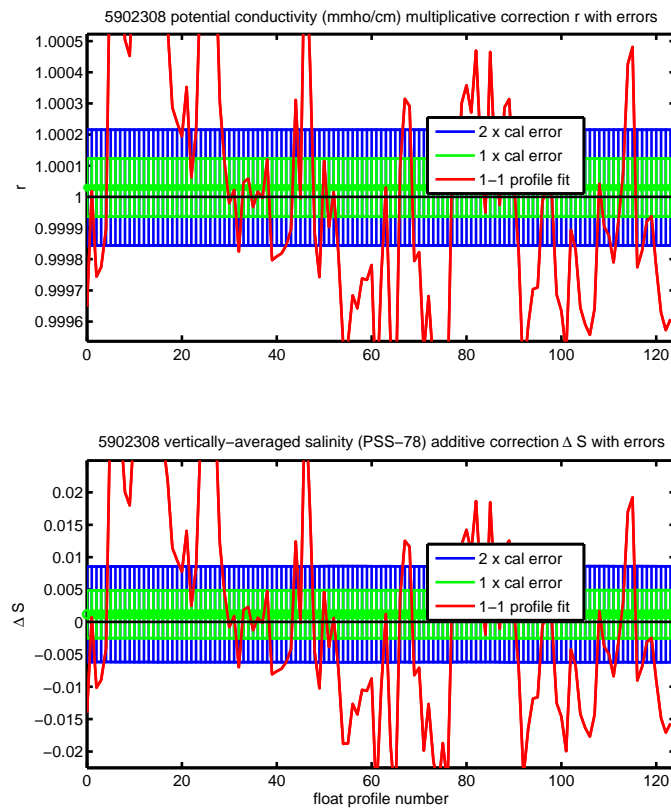 5902308 potential conductivity (mmho/cm) multiplicative correction r with errors
1.0005
1.0004
1.0003
1.0002
1.0001
1
0.9999
0.9998
0.9997
0.9996
r
2 x cal error
1 x cal error
1−1 profile fit
0 20 40 60 80 100 120
5902308 vertically−averaged salinity (PSS−78) additive correction Δ S with errors
0.02
0.015
0.01
0.005
0
−0.005
−0.01
−0.015
−0.02
Δ S
2 x cal error
1 x cal error
1−1 profile fit
0 20 40 60 80 100 120
float profile number